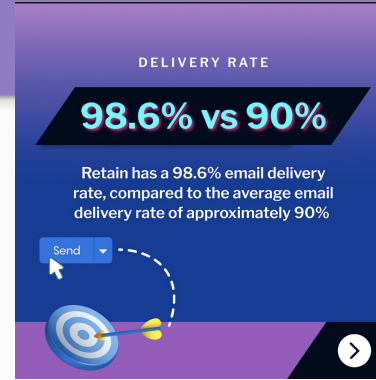 DELIVERY RATE
98.6% vs 90%
Retain has a 98.6% email delivery
rate, compared to the average email
delivery rate of approximately 90%
Send